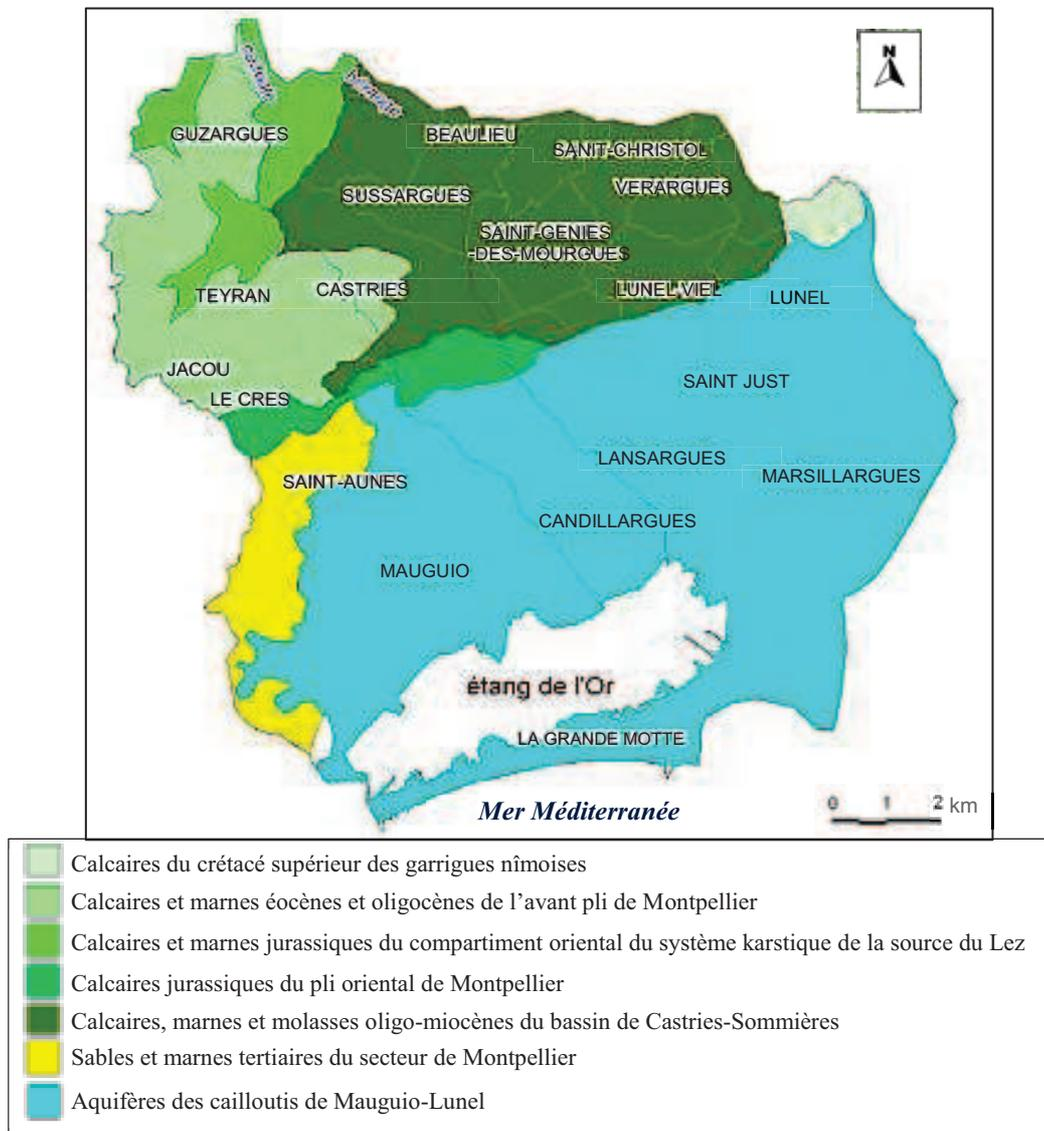 N
GUZARGUES
BEAULIEU
SANIT-CHRISTOL
SUSSARGUES
VERARGUES
SAINT-GENIES
-DES-MOURGUES
TEYRAN
CASTRIES
LUNEL VIEL
LUNEL
JACOU
LE CRES
SAINT JUST
LANSARGUES
MARSILLARGUES
SAINT-AUNES
CANDILLARGUES
MAUGUIO
étang de l'Or
LA GRANDE MOTTE
Mer Méditerranée
0 1 2 km
Calcaires du crétacé supérieur des garrigues nîmoises
Calcaires et marnes éocènes et oligocènes de l’avant pli de Montpellier
Calcaires et marnes jurassiques du compartiment oriental du système karstique de la source du Lez
Calcaires jurassiques du pli oriental de Montpellier
Calcaires, marnes et molasses oligo-miocènes du bassin de Castries-Sommières
Sables et marnes tertiaires du secteur de Montpellier
Aquifères des cailloutis de Mauguio-Lunel